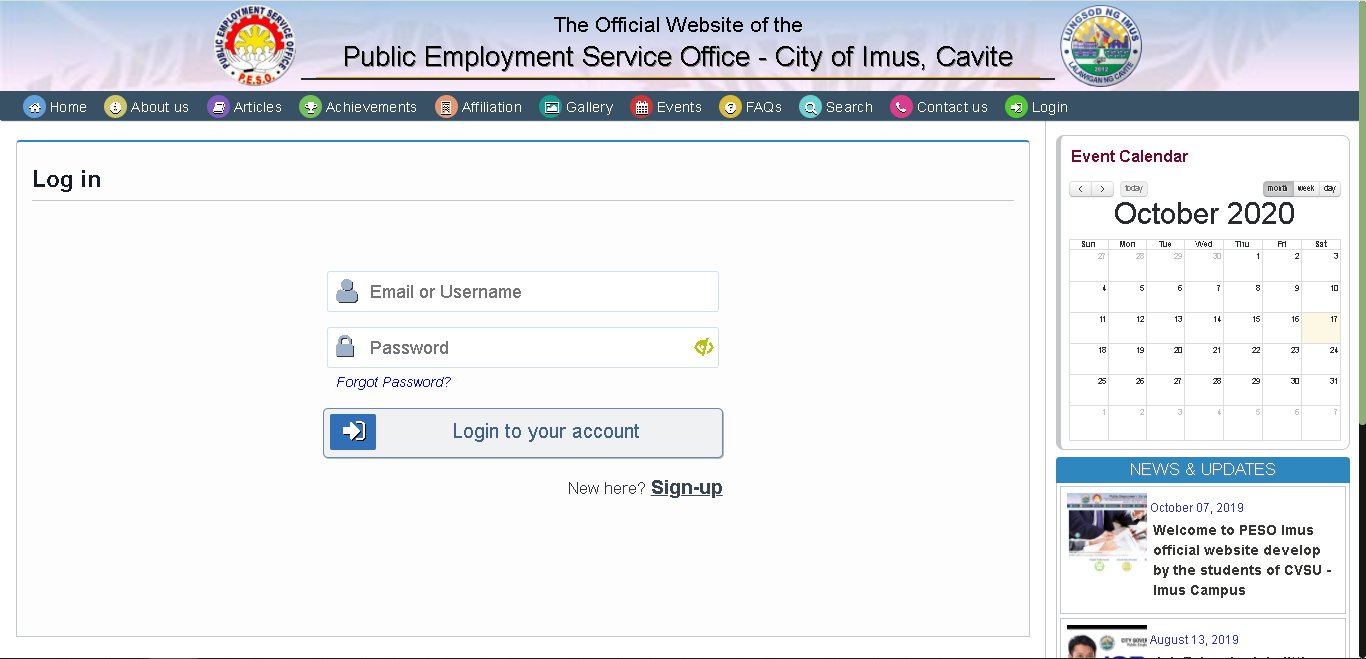 PUBLIC EMPLOYMENT SERVICE OFFICE
P.E.S.O.
The Official Website of the
Public Employment Service Office - City of Imus, Cavite
LUNGSOD NG IMUS
LALAWIGAN NG CAVITE
2012
Home About us Articles Achievements Affiliation Gallery Events FAQs Search Contact us Login
Log in
Email or Username
Password
Forgot Password?
Login to your account
New here? Sign-up
Event Calendar
today month week day
October 2020
Sun Mon Tue Wed Thu Fri Sat
27 28 29 30 1 2 3
4 5 6 7 8 9 10
11 12 13 14 15 16 17
18 19 20 21 22 23 24
25 26 27 28 29 30 31
1 2 3 4 5 6 7
NEWS & UPDATES
October 07, 2019
Welcome to PESO Imus
official website develop
by the students of CVSU -
Imus Campus
August 13, 2019